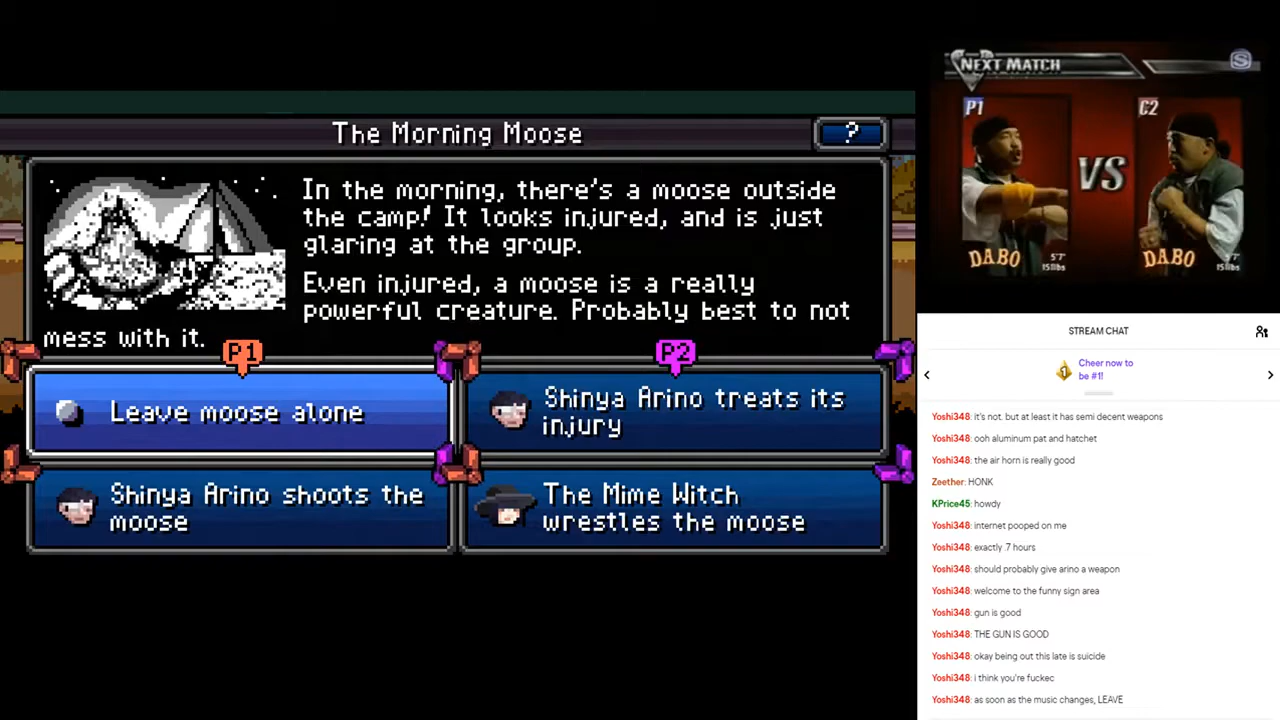 The Morning Moose
?
In the morning, there's a moose outside
the camp! It looks injured, and is just
glaring at the group.
Even injured, a moose is a really
powerful creature. Probably best to not
mess with it.
P1
P2
Leave moose alone
Shinya Arino treats its
injury
Shinya Arino shoots the
moose
The Mime Witch
wrestles the moose
NEXT MATCH
S
P1
C2
VS
DABO
5'7"
151lbs
DABO
5'7"
151lbs
STREAM CHAT
1
Cheer now to
be #1!
Yoshi348: it's not. but at least it has semi decent weapons
Yoshi348: ooh aluminum pat and hatchet
Yoshi348: the air horn is really good
Zeether: HONK
KPrice45: howdy
Yoshi348: internet pooped on me
Yoshi348: exactly .7 hours
Yoshi348: should probably give arino a weapon
Yoshi348: welcome to the funny sign area
Yoshi348: gun is good
Yoshi348: THE GUN IS GOOD
Yoshi348: okay being out this late is suicide
Yoshi348: i think you're fuckec
Yoshi348: as soon as the music changes, LEAVE